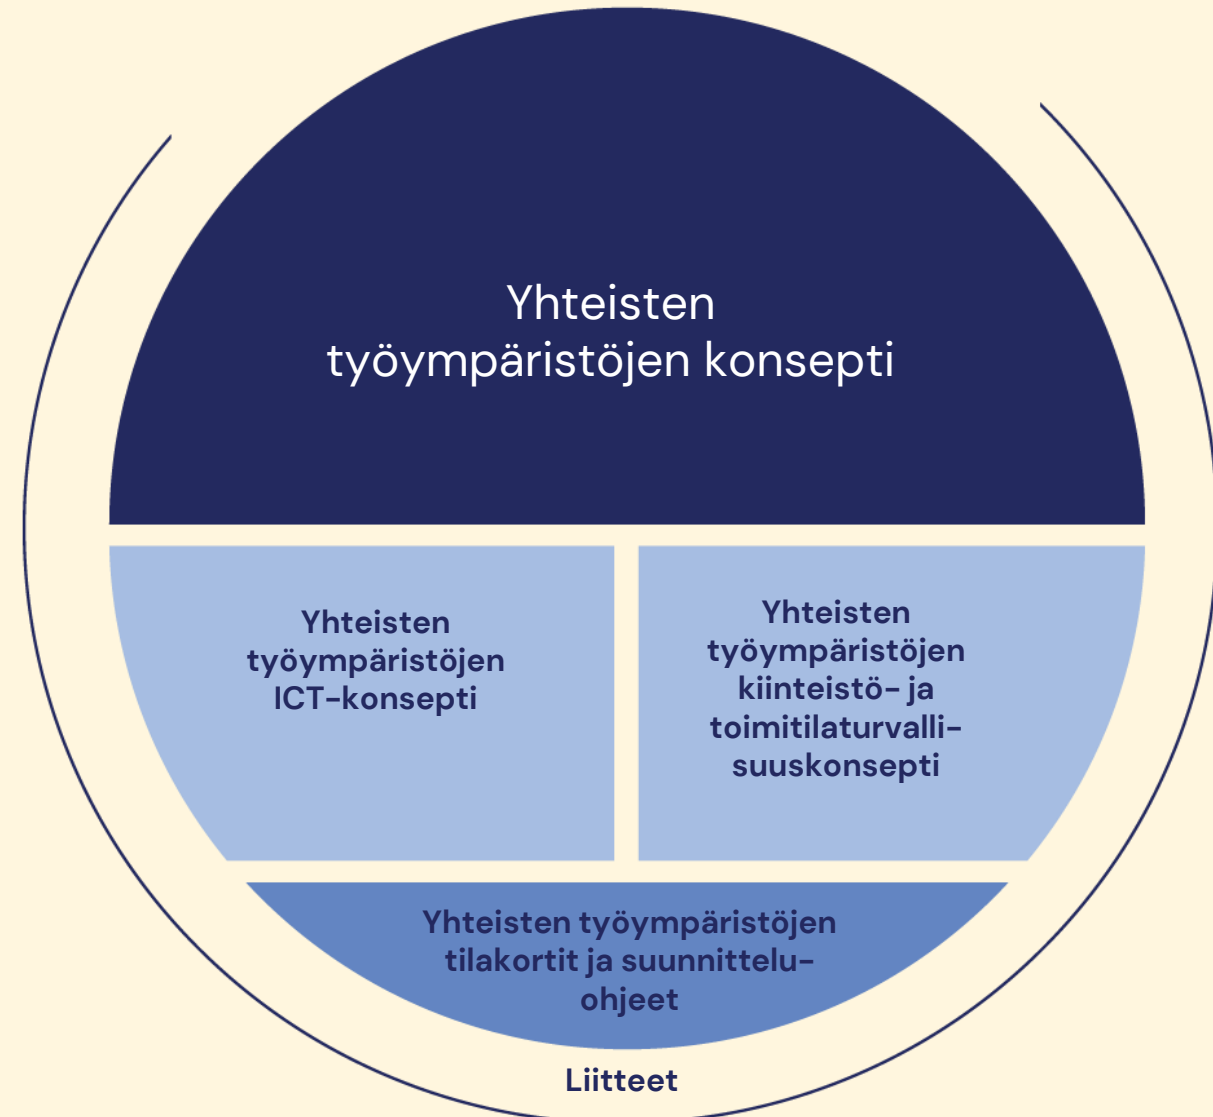 Yhteisten
työympäristöjen konsepti
Yhteisten
työympäristöjen
ICT-konsepti
Yhteisten
työympäristöjen
kiinteistö- ja
toimitilaturvalli-
suuskonsepti
Yhteisten työympäristöjen
tilakortit ja suunnittelu-
ohjeet
Liitteet